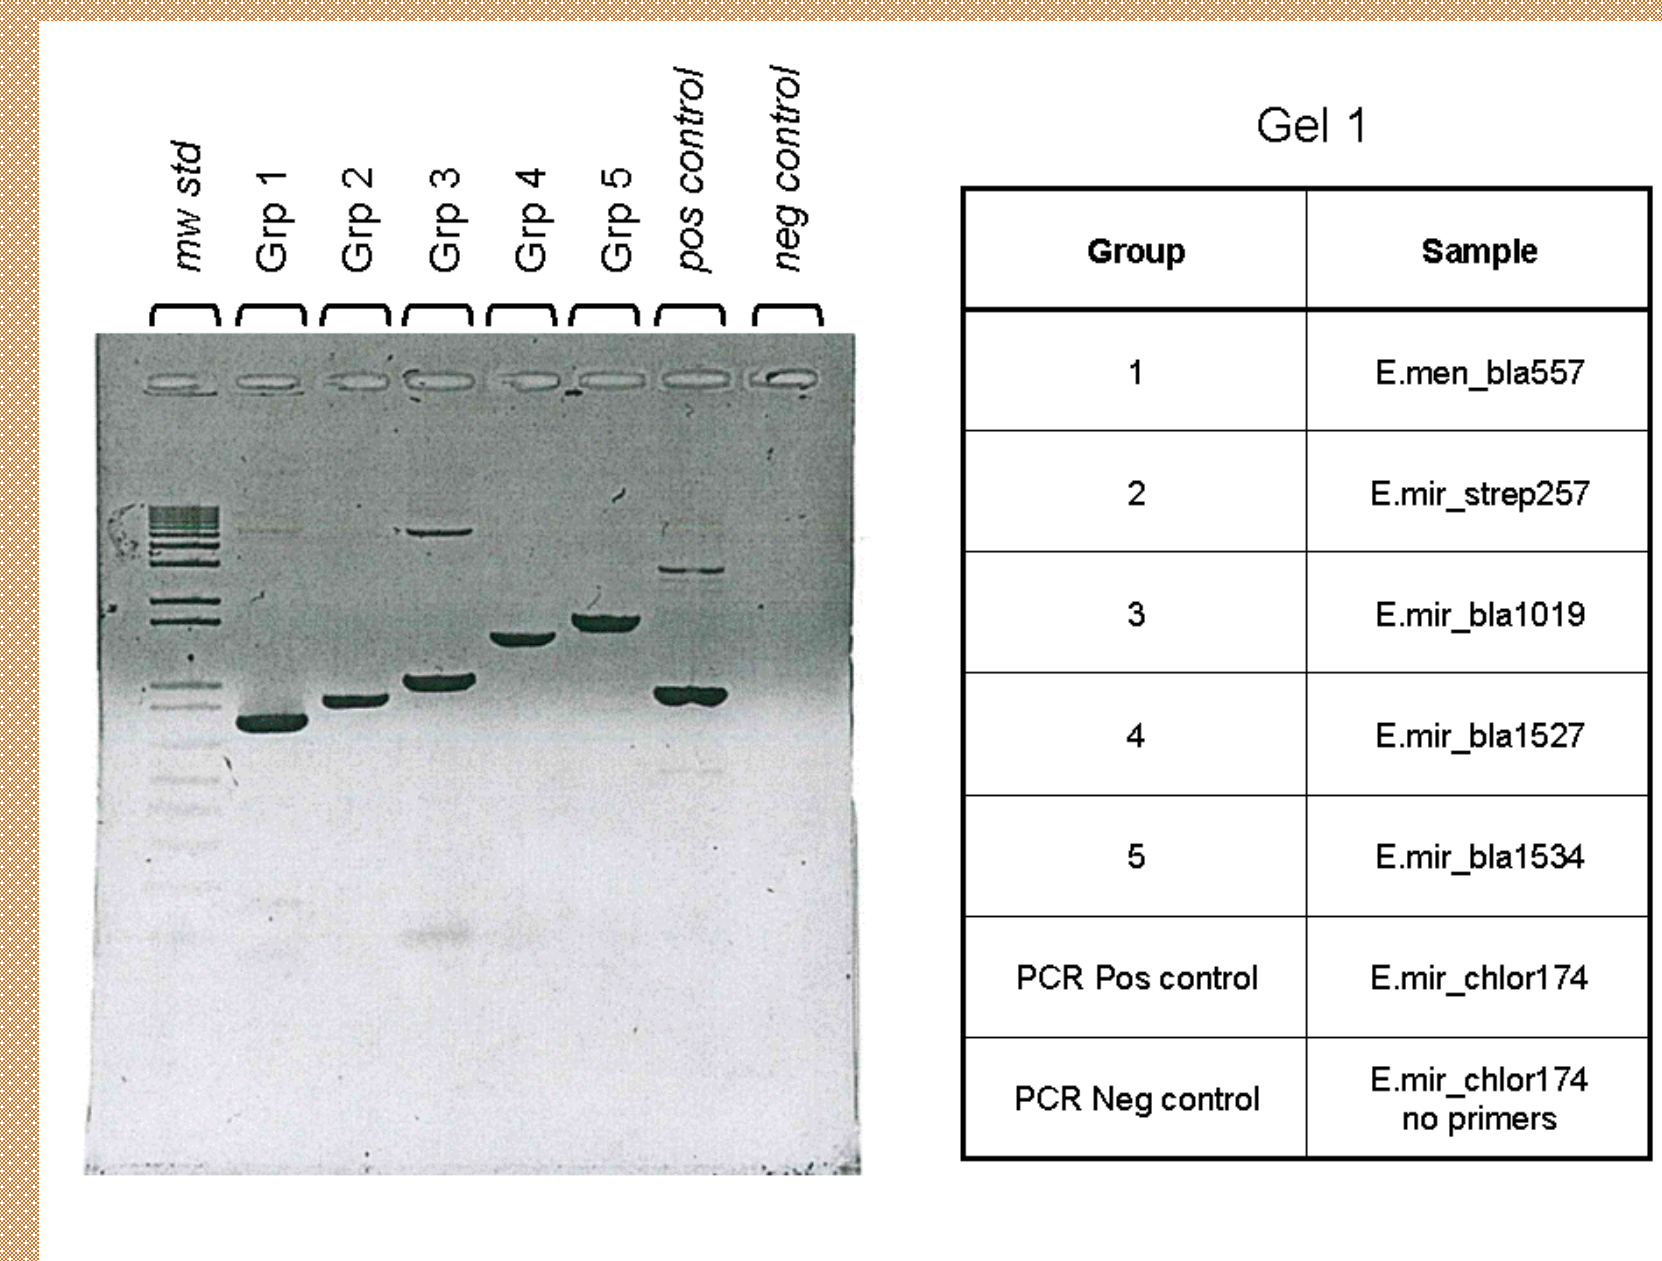 mw std
Grp 1
Grp 2
Grp 3
Grp 4
Grp 5
pos control
neg control
Gel 1
Group Sample
1 E.men_bla557
2 E.mir_strep257
3 E.mir_bla1019
4 E.mir_bla1527
5 E.mir_bla1534
PCR Pos control E.mir_chlor174
PCR Neg control E.mir_chlor174
no primers